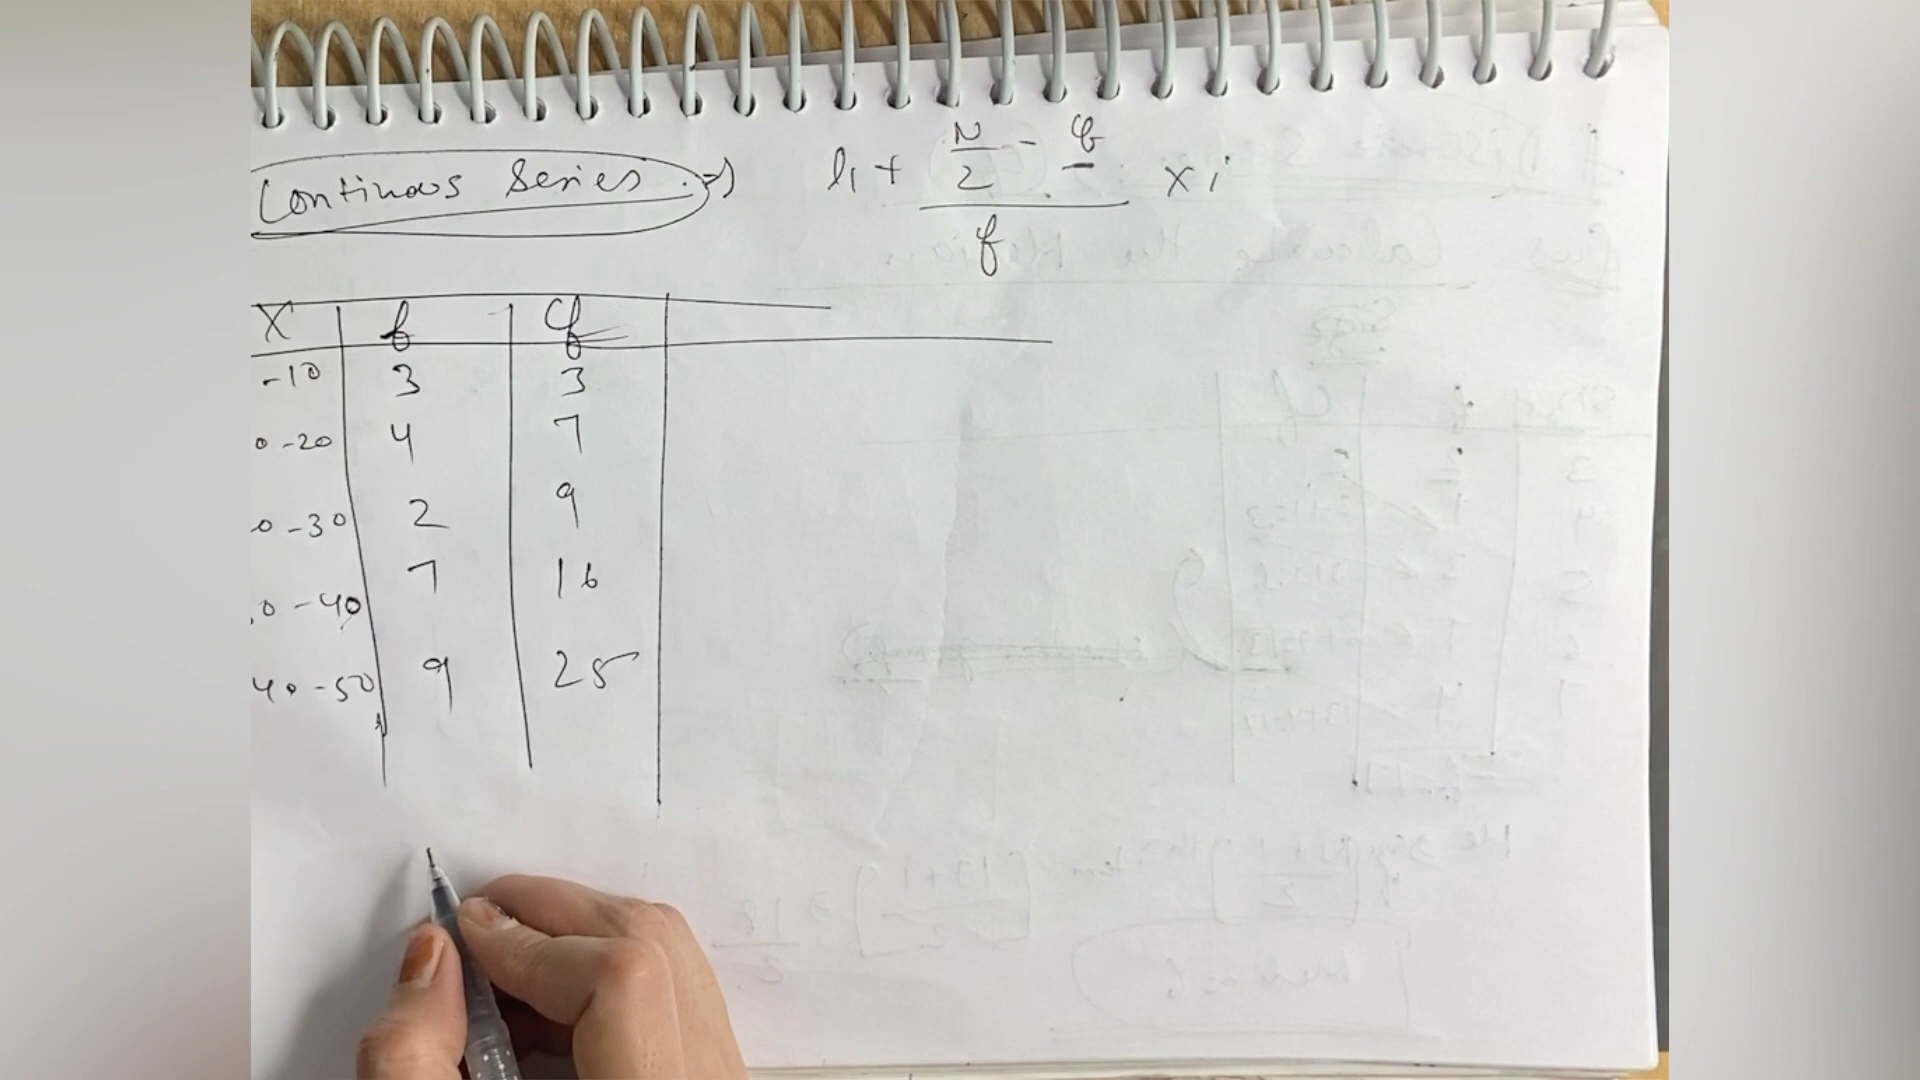 Continous Series. => l1 + N/2 - cf / f x i
X f cf
-10 3 3
0-20 4 7
0-30 2 9
0-40 7 16
40-50 9 25